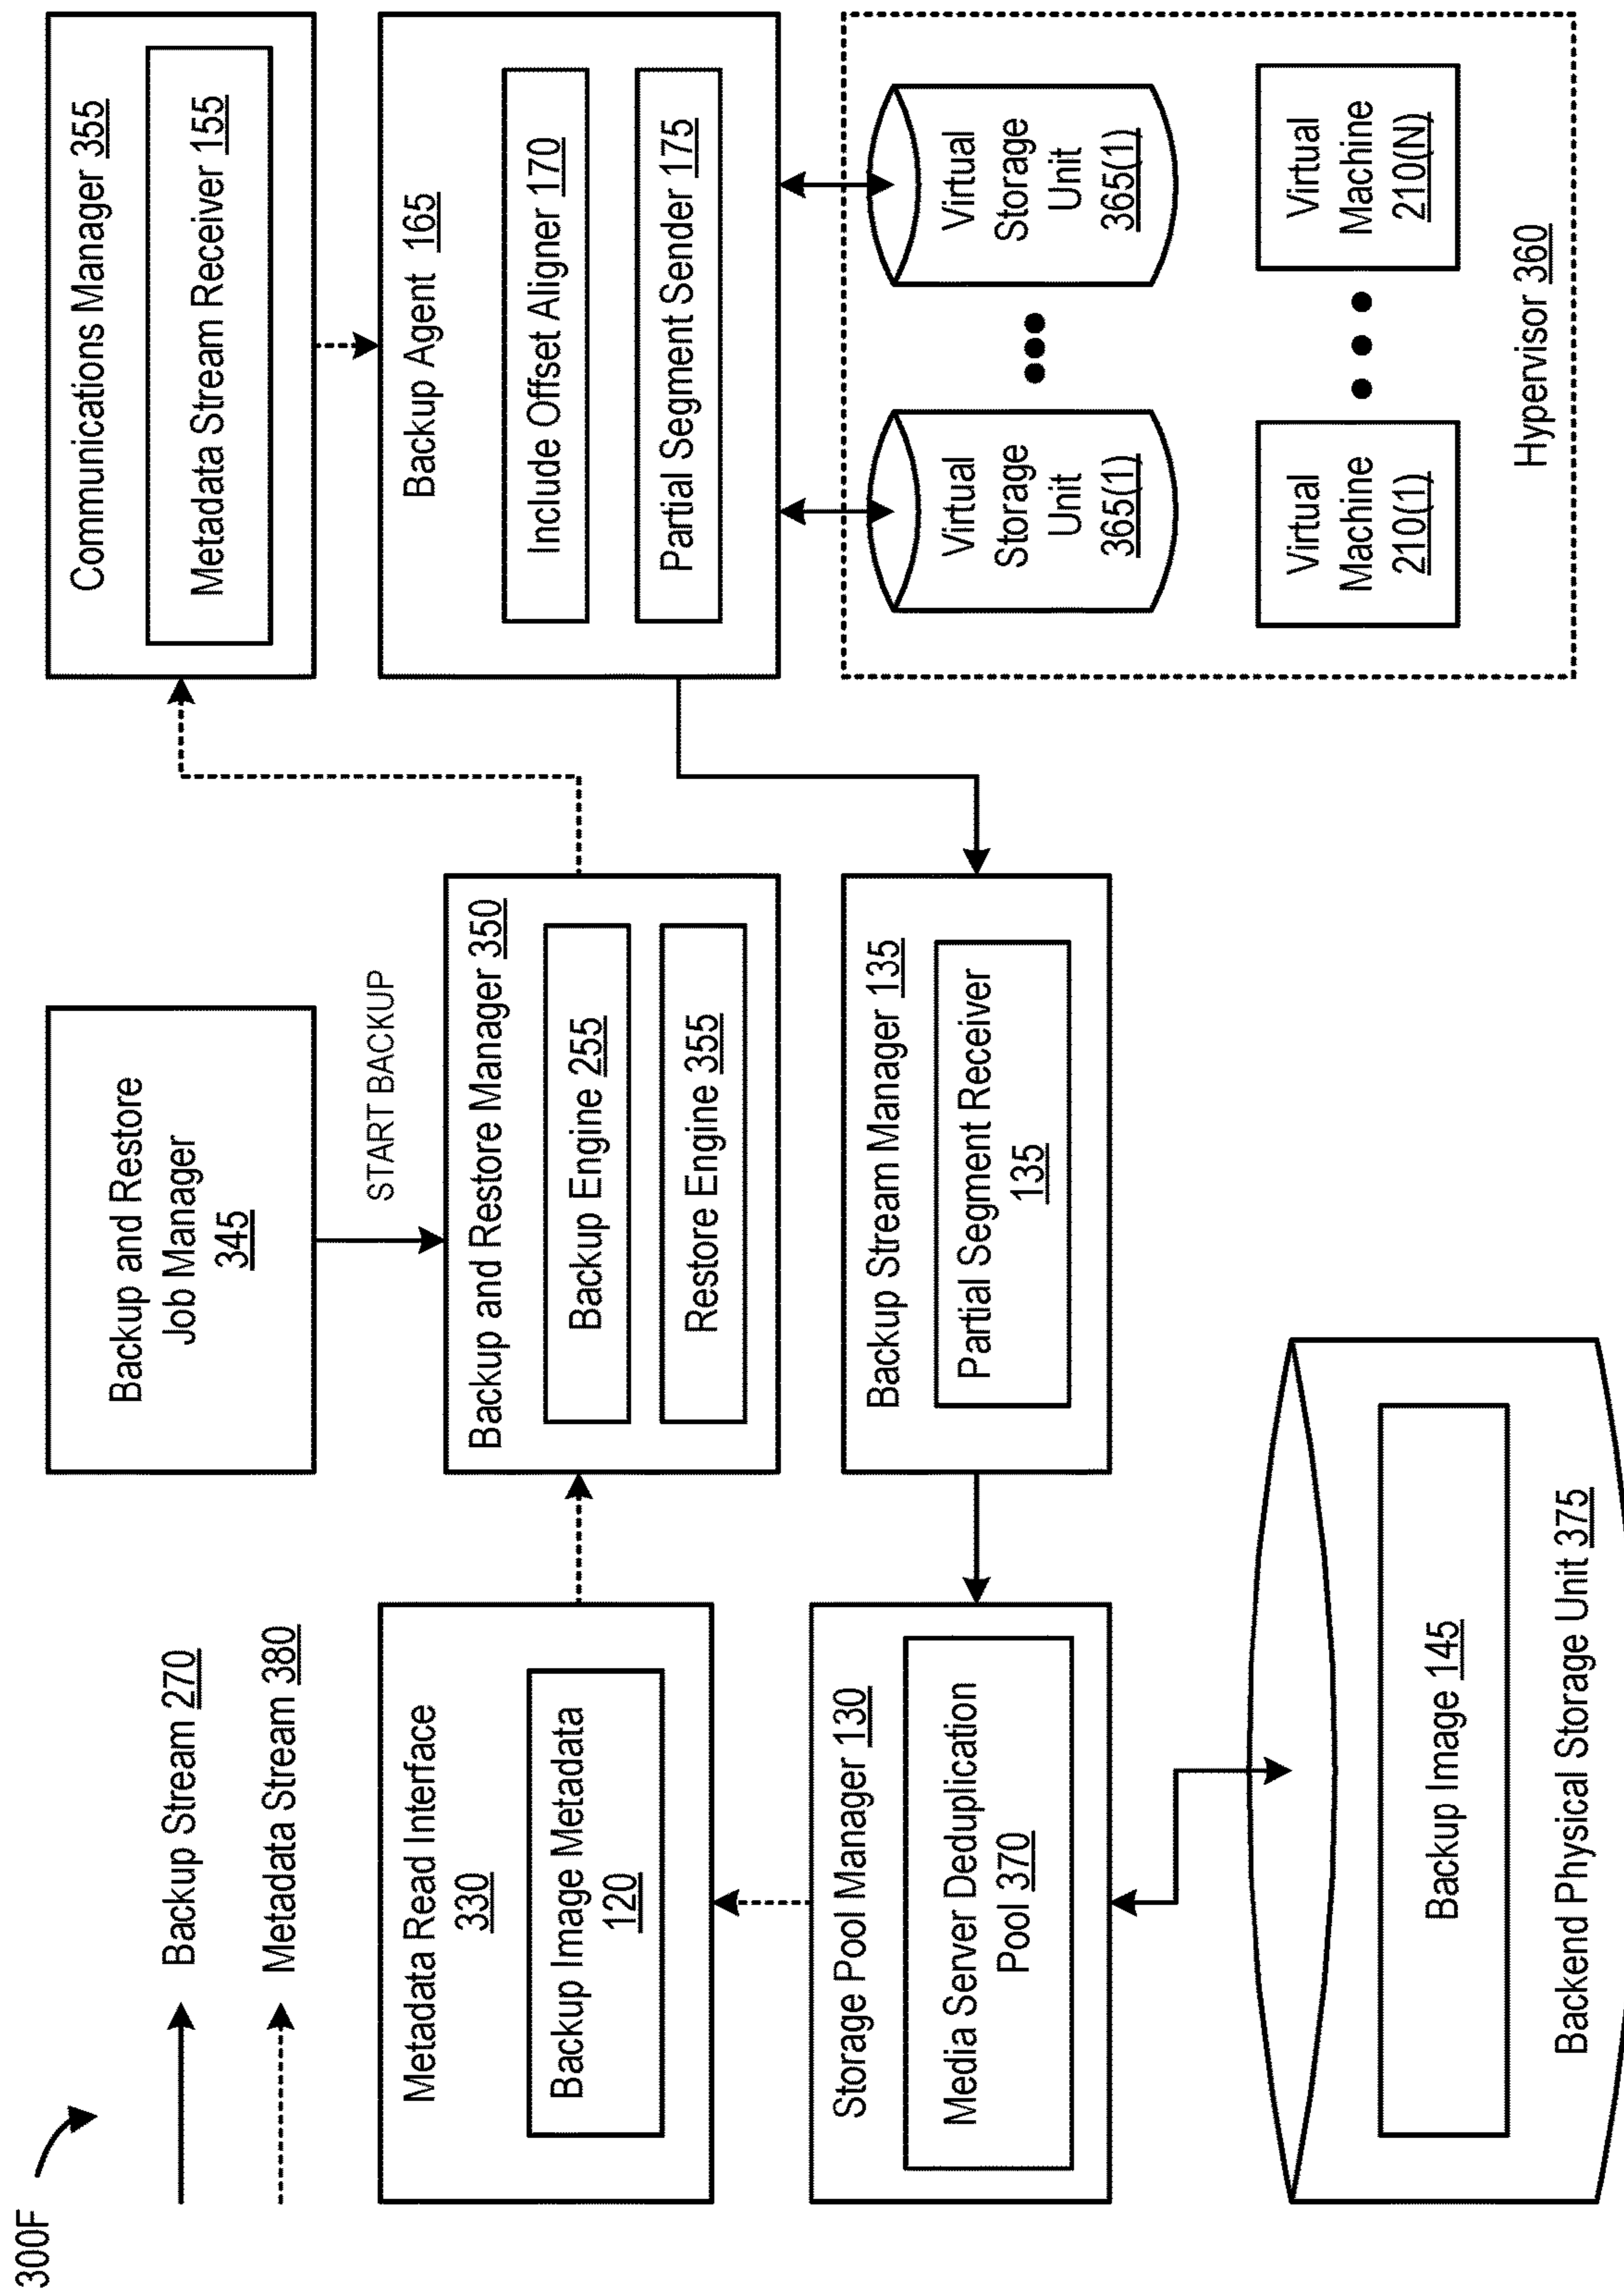 300F
Backup Stream 270
Metadata Stream 380
Backup and Restore
Job Manager
345
START BACKUP
Communications Manager 355
Metadata Stream Receiver 155
Metadata Read Interface
330
Backup Image Metadata
120
Backup and Restore Manager 350
Backup Engine 255
Restore Engine 355
Backup Agent 165
Include Offset Aligner 170
Partial Segment Sender 175
Storage Pool Manager 130
Media Server Deduplication
Pool 370
Backup Stream Manager 135
Partial Segment Receiver
135
Virtual
Storage
Unit
365(1)
Virtual
Storage
Unit
365(1)
Virtual
Machine
210(1)
Virtual
Machine
210(N)
Hypervisor 360
Backup Image 145
Backend Physical Storage Unit 375